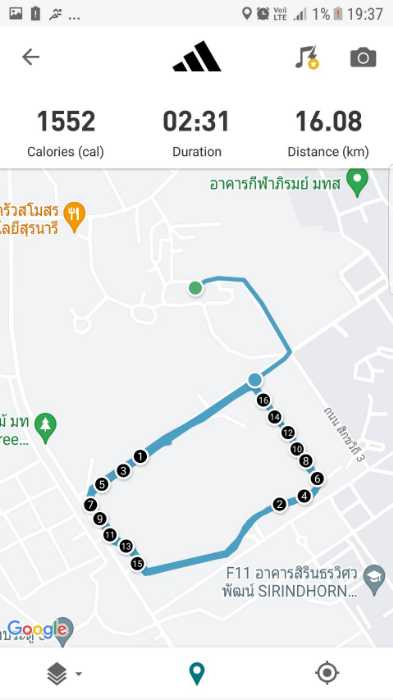 ... Voi) LTE 1% 19:37
1552 02:31 16.08
Calories (cal) Duration Distance (km)
อาคารกีฬาภิรมย์ มทส
ครัวสโมสร
โลยีสุรนารี
16
14
12
1
10
3
8
5
6
ถนน สิกขวิถี 3
7
2
4
9
11
13
15
ree...
F11 อาคารสิรินธรวิศว
พัฒน์ SIRINDHORN...
Google